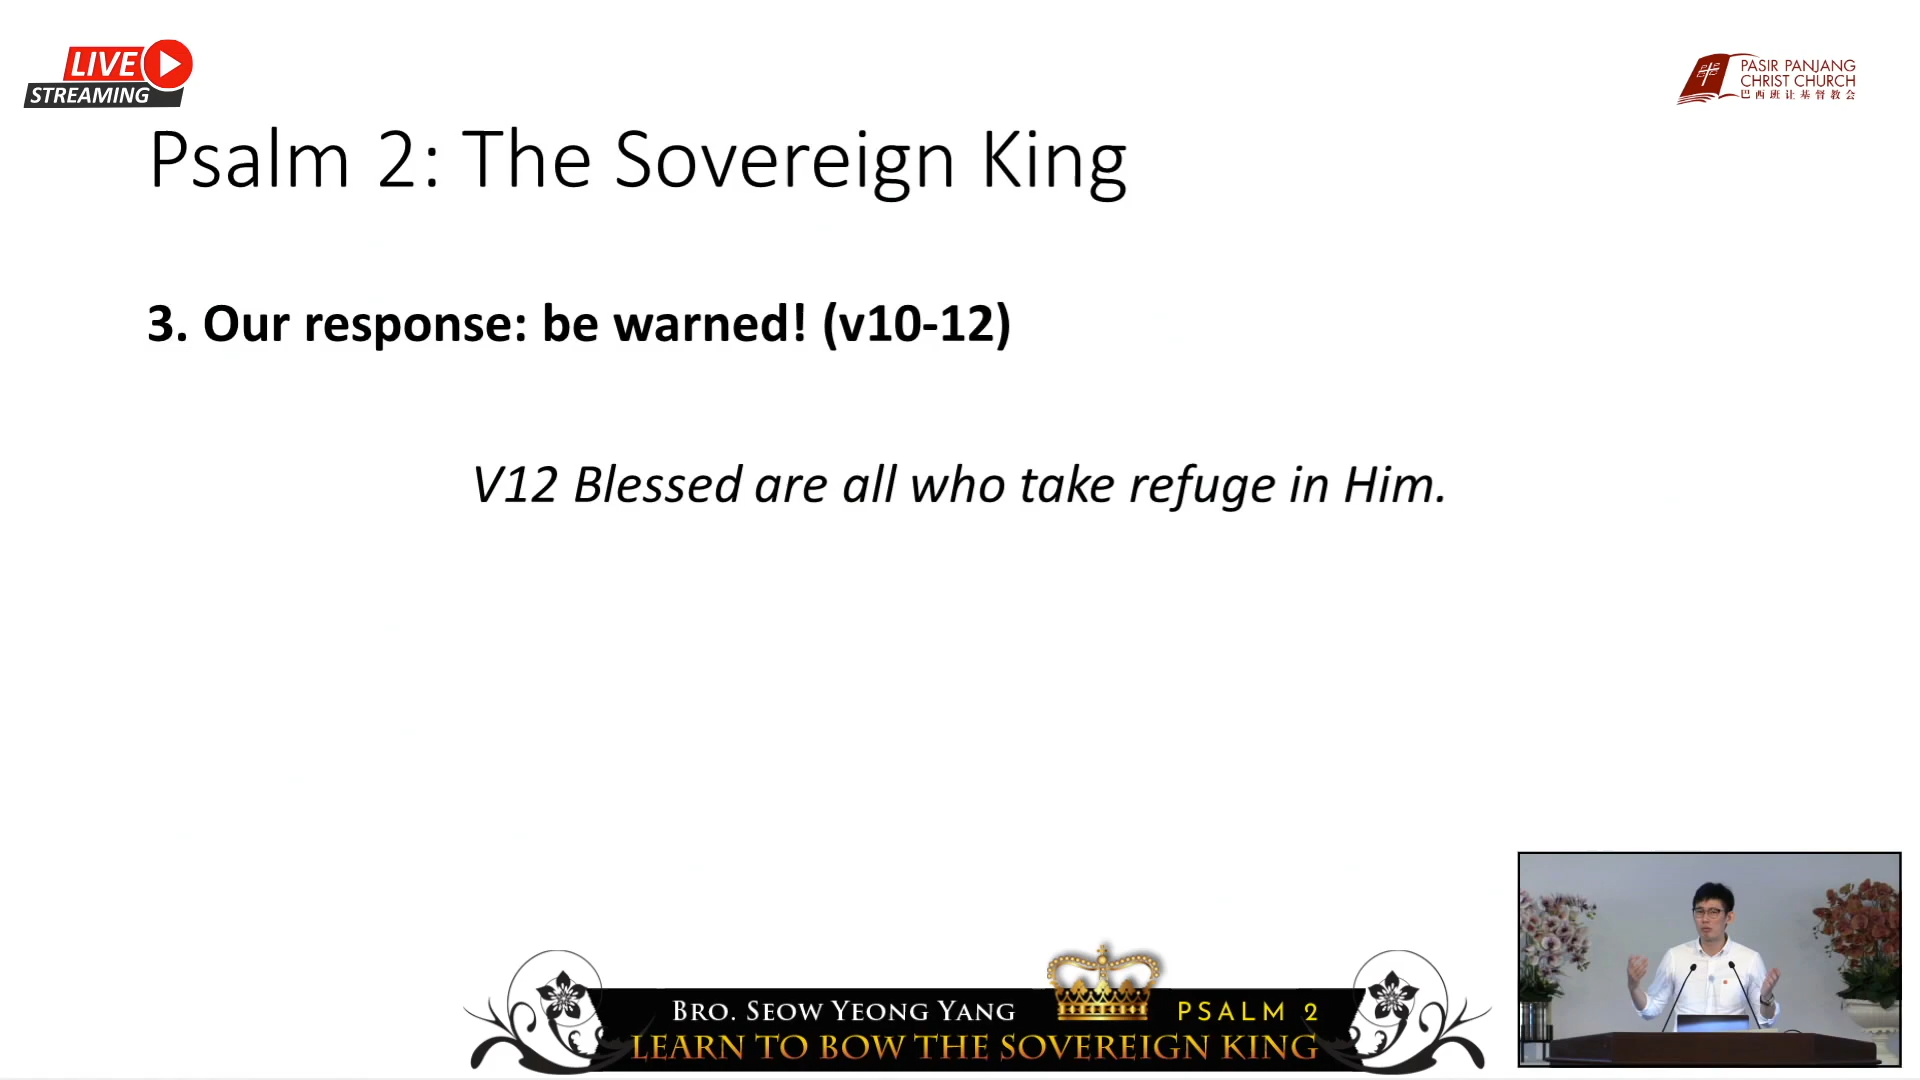 LIVE
STREAMING
PASIR PANJANG
CHRIST CHURCH
巴西班让基督教会
Psalm 2: The Sovereign King
3. Our response: be warned! (v10-12)
V12 Blessed are all who take refuge in Him.
BRO. SEOW YEONG YANG
PSALM 2
LEARN TO BOW THE SOVEREIGN KING